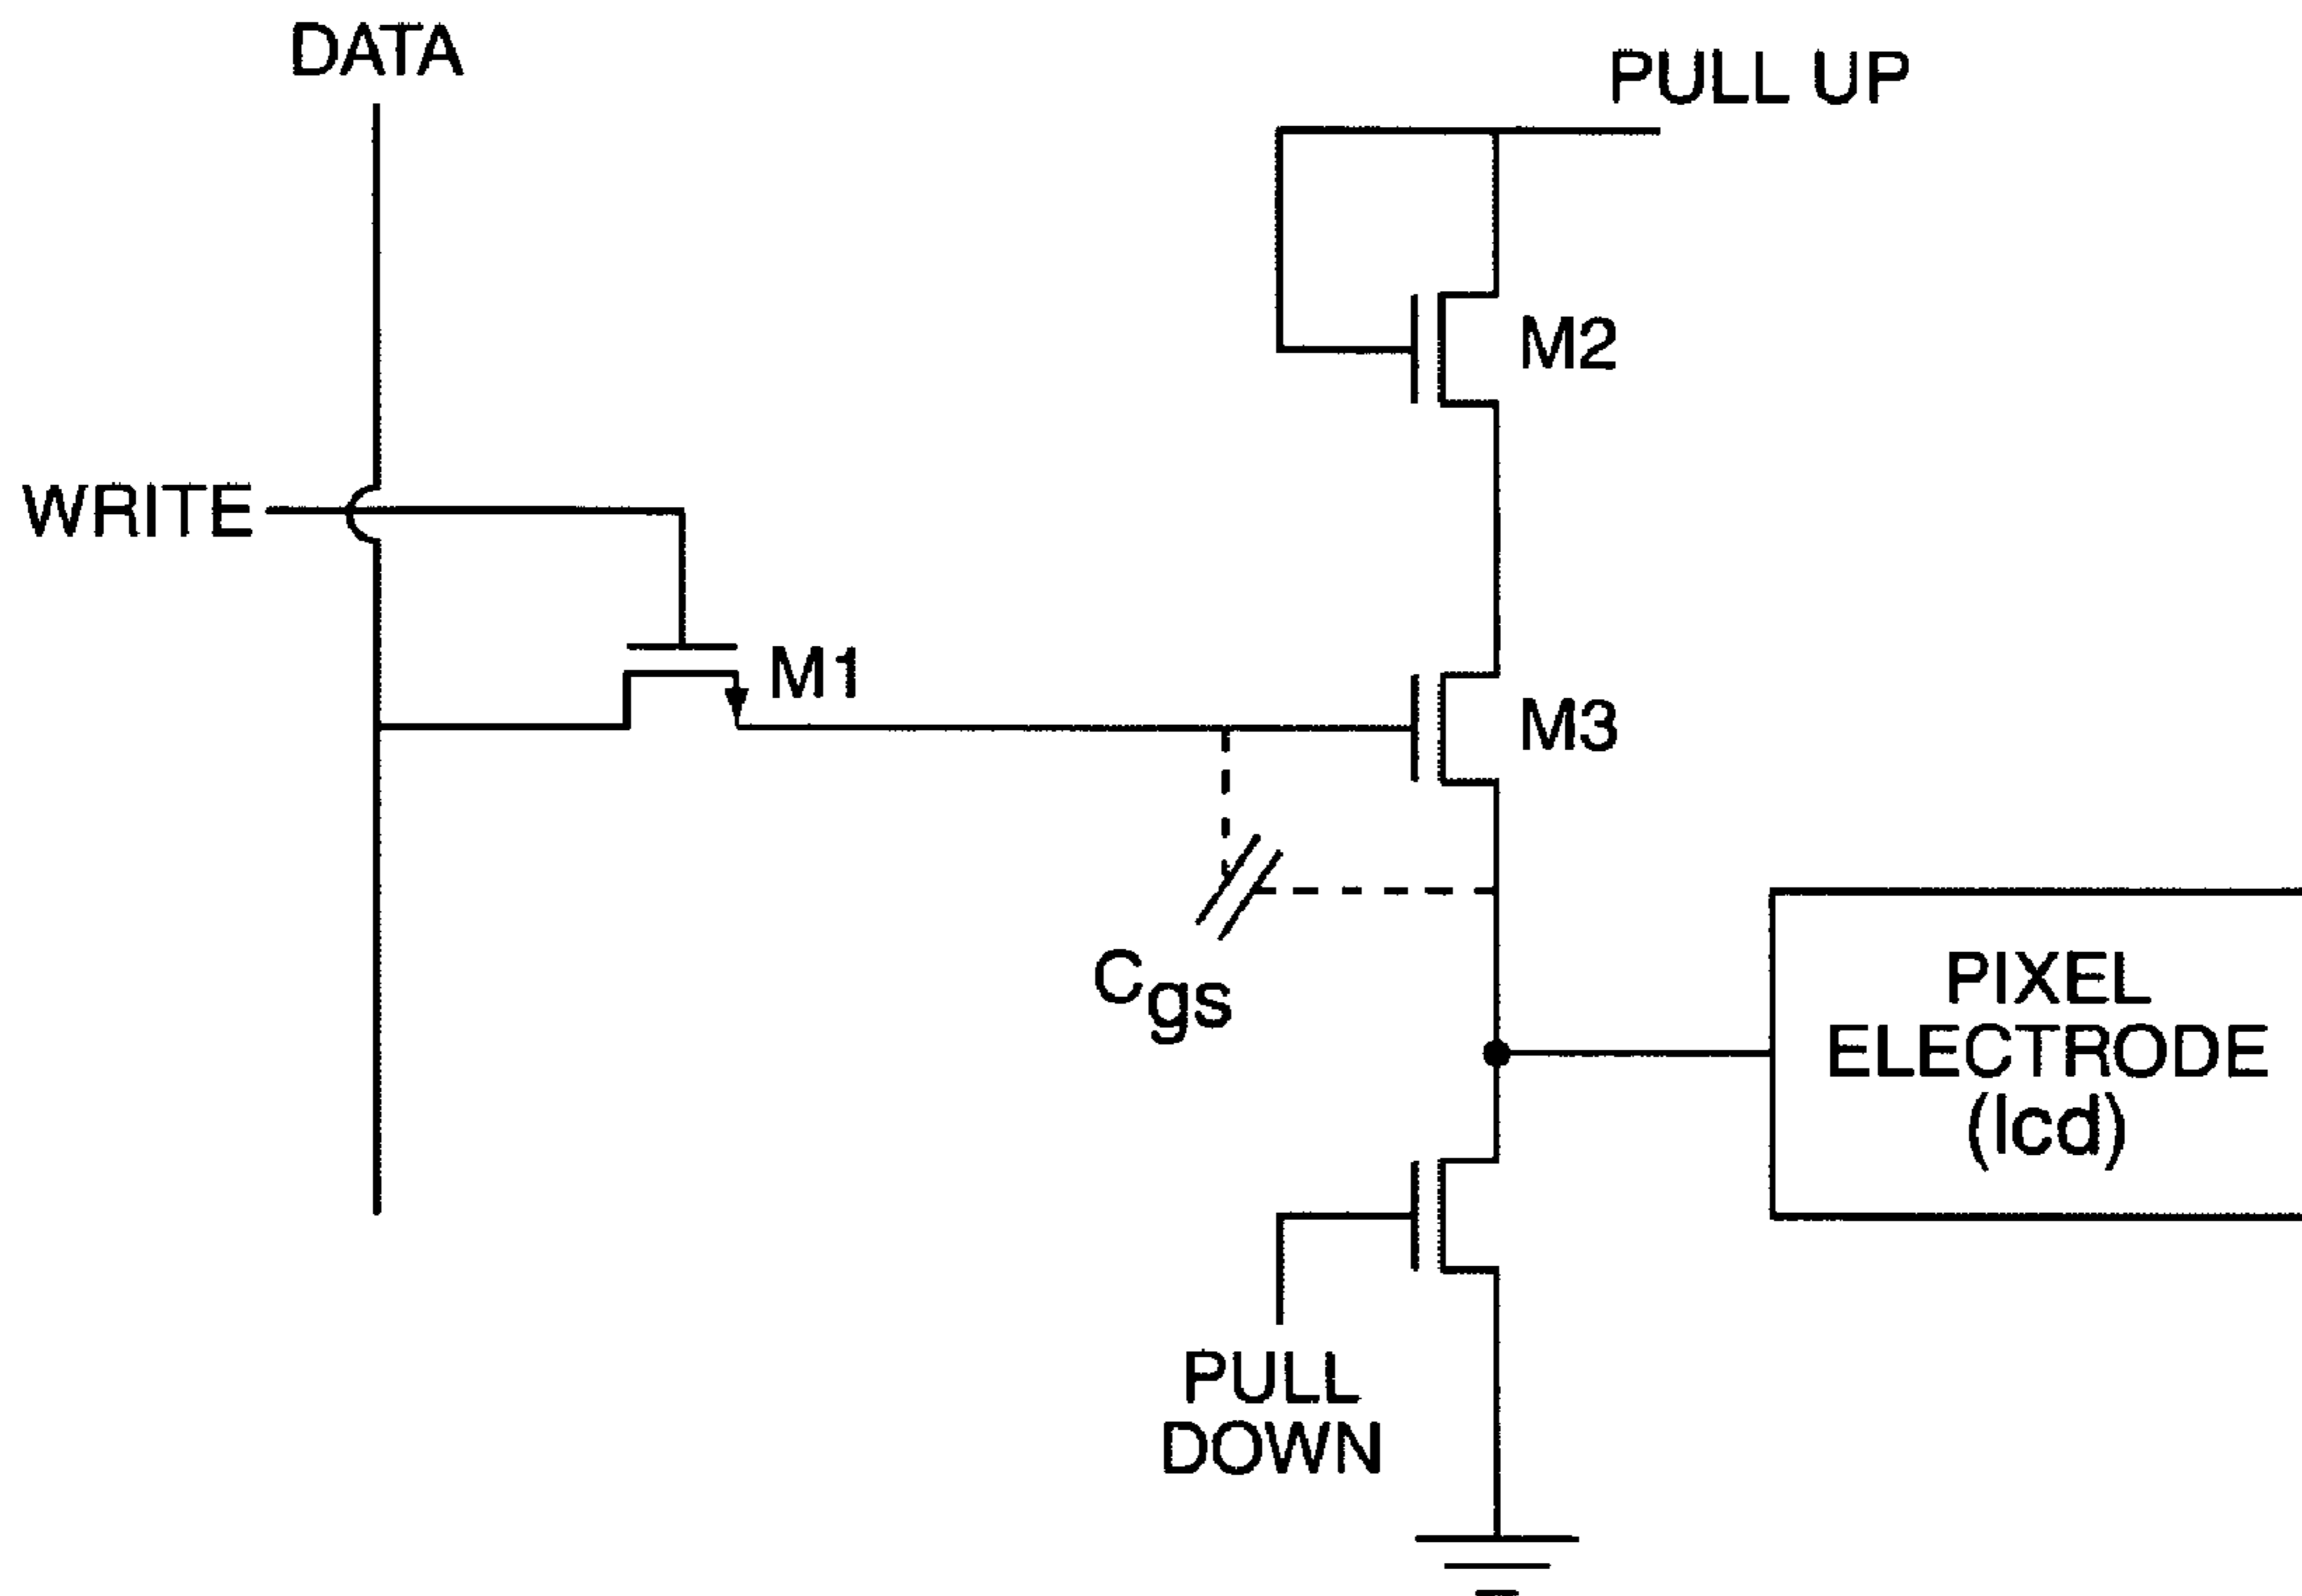 DATA
PULL UP
M2
WRITE
M1
M3
Cgs
PIXEL
ELECTRODE
(lcd)
PULL
DOWN